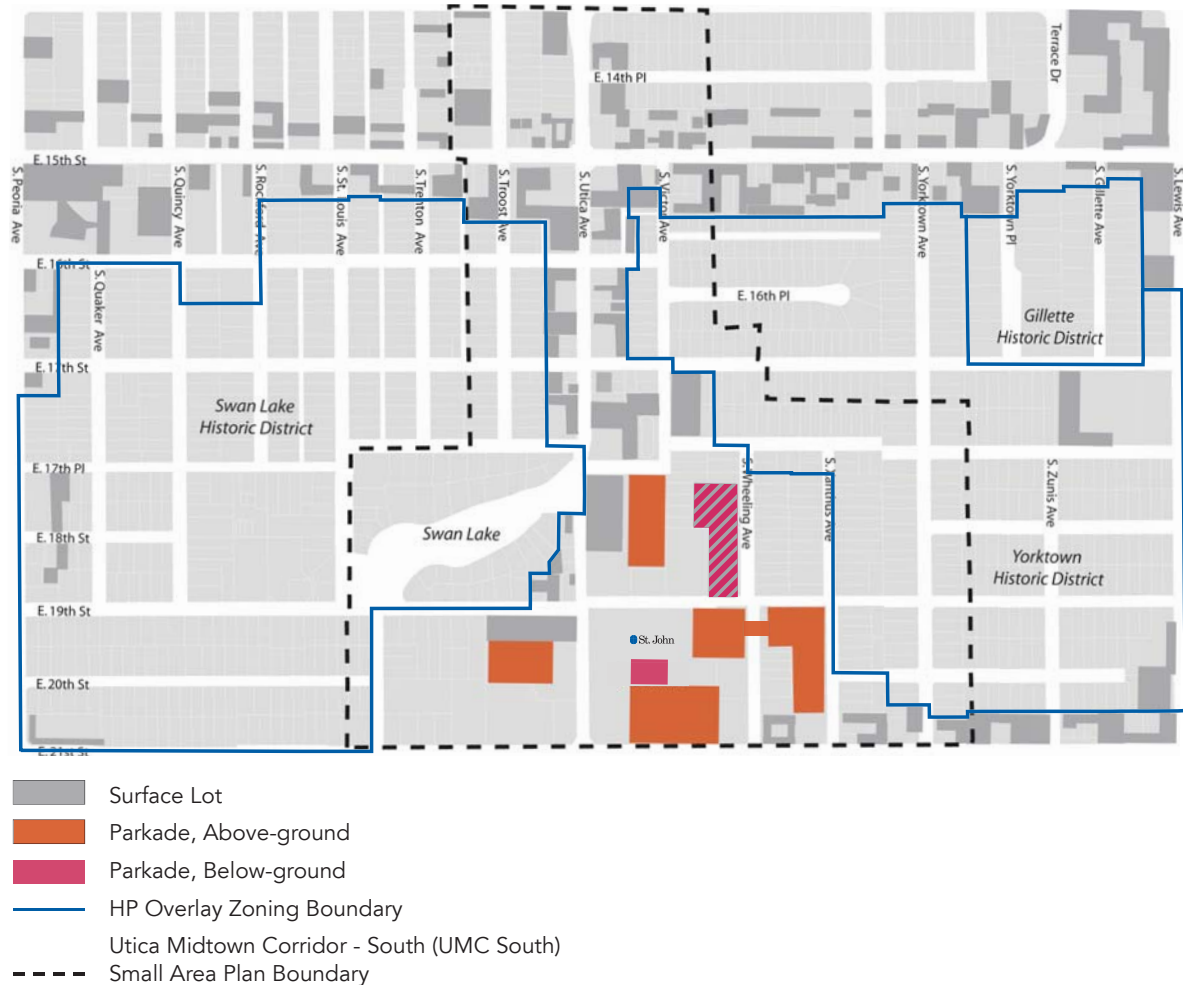 Terrace Dr
E. 14th Pl
E. 15th St
S. Peoria Ave
S. Quincy Ave
S. Rockford Ave
S. St. Louis Ave
S. Trenton Ave
S. Troost Ave
S. Utica Ave
S. Victor Ave
S. Yorktown Ave
S. Yorktown Pl
S. Gillette Ave
S. Lewis Ave
E. 16th St
S. Quaker Ave
E. 16th Pl
Gillette
Historic District
E. 17th St
Swan Lake
Historic District
E. 17th Pl
S. Wheeling Ave
S. Xanthus Ave
S. Zunis Ave
E. 18th St
Swan Lake
Yorktown
Historic District
E. 19th St
St. John
E. 20th St
E. 21st St
Surface Lot
Parkade, Above-ground
Parkade, Below-ground
HP Overlay Zoning Boundary
Utica Midtown Corridor - South (UMC South)
Small Area Plan Boundary